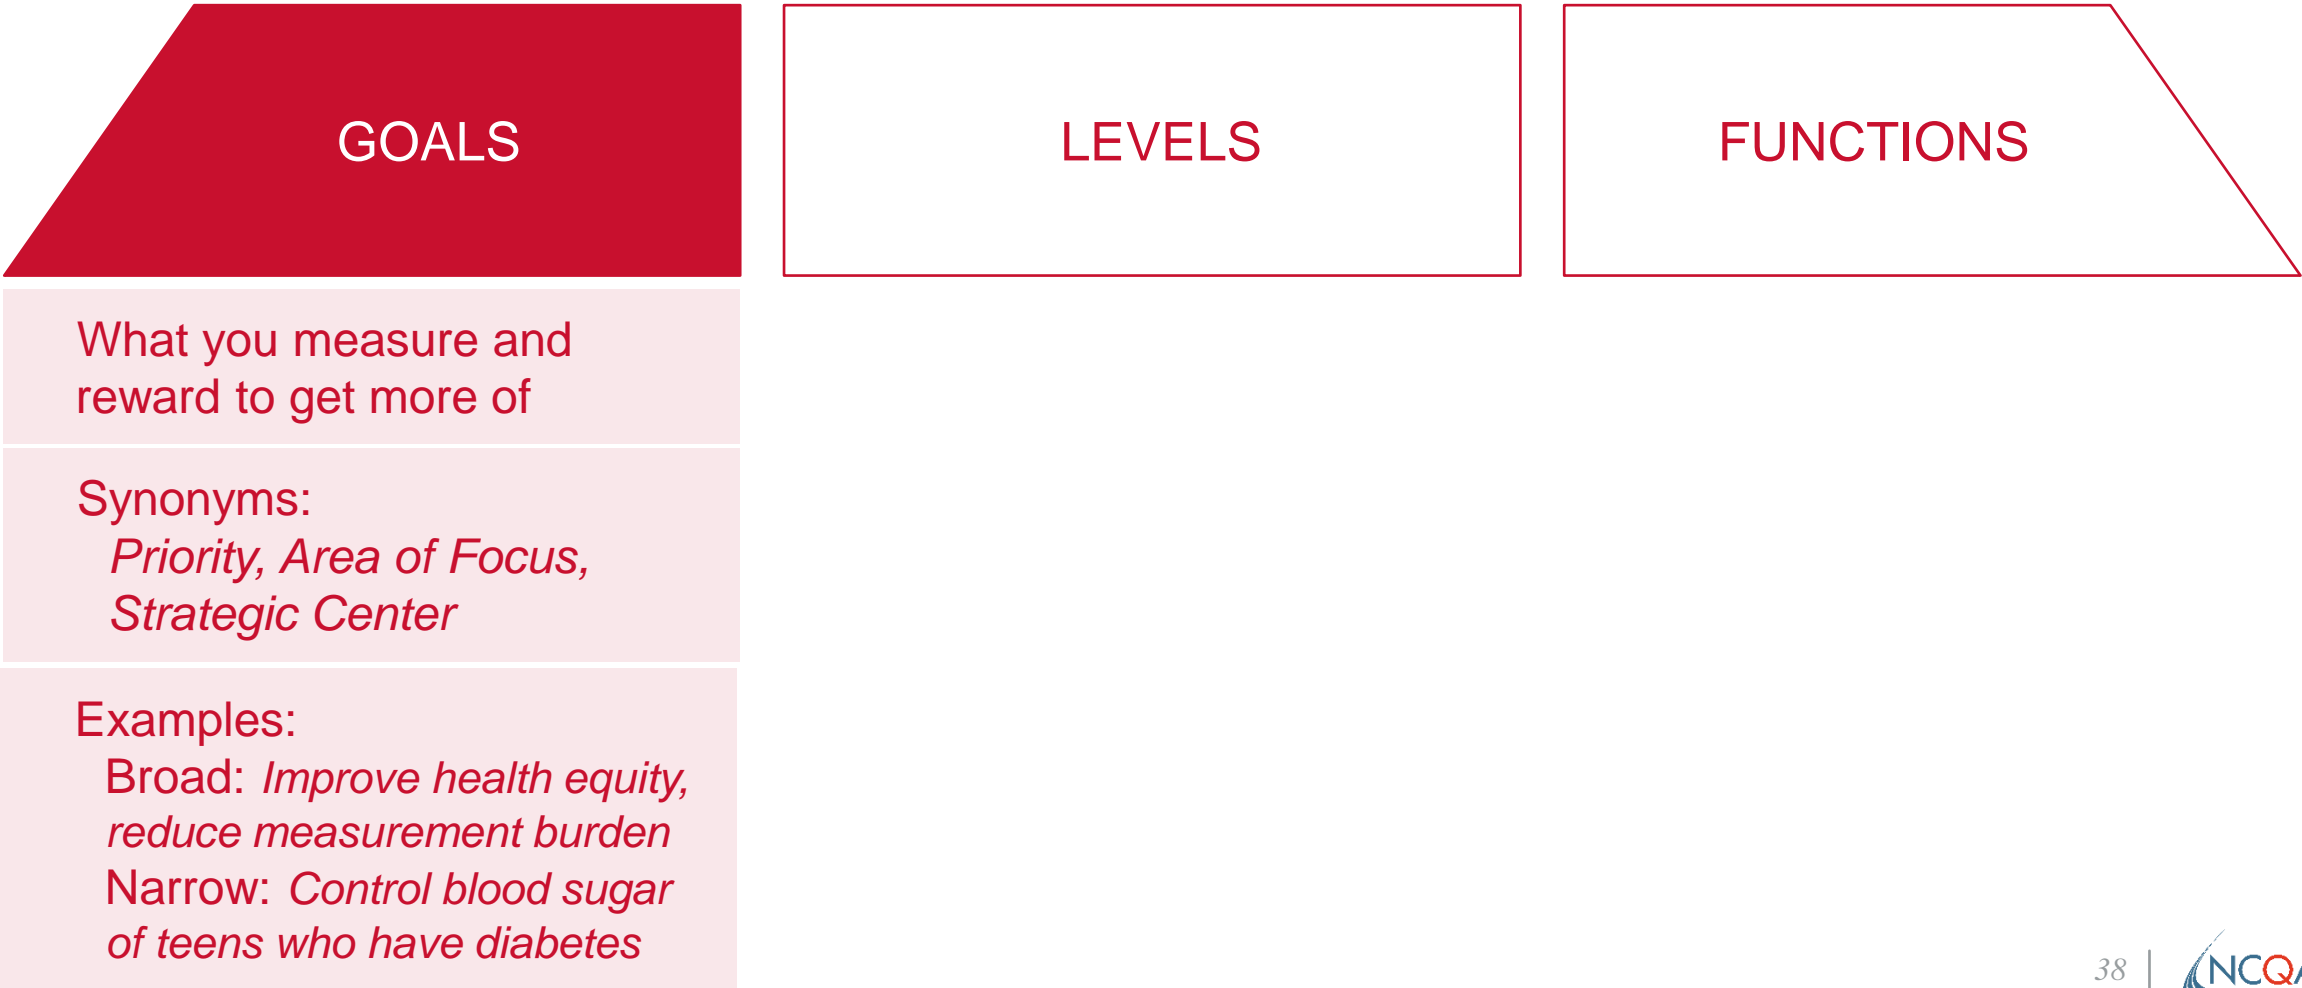 GOALS
LEVELS
FUNCTIONS
What you measure and
reward to get more of
Synonyms:
Priority, Area of Focus,
Strategic Center
Examples:
Broad: Improve health equity,
reduce measurement burden
Narrow: Control blood sugar
of teens who have diabetes
38
NCQA